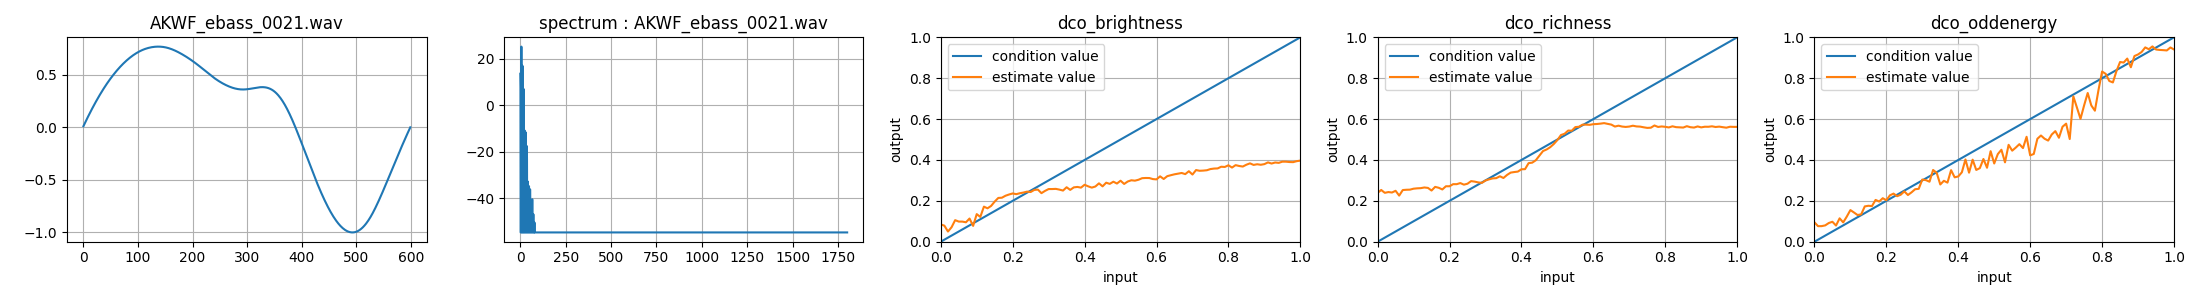 AKWF_ebass_0021.wav
0.5
0.0
−0.5
−1.0
0 100 200 300 400 500 600
spectrum : AKWF_ebass_0021.wav
20
0
−20
−40
0 250 500 750 1000 1250 1500 1750
dco_brightness
condition value
estimate value
output
1.0
0.8
0.6
0.4
0.2
0.0
0.0 0.2 0.4 0.6 0.8 1.0
input
dco_richness
condition value
estimate value
output
1.0
0.8
0.6
0.4
0.2
0.0
0.0 0.2 0.4 0.6 0.8 1.0
input
dco_oddenergy
condition value
estimate value
output
1.0
0.8
0.6
0.4
0.2
0.0
0.0 0.2 0.4 0.6 0.8 1.0
input